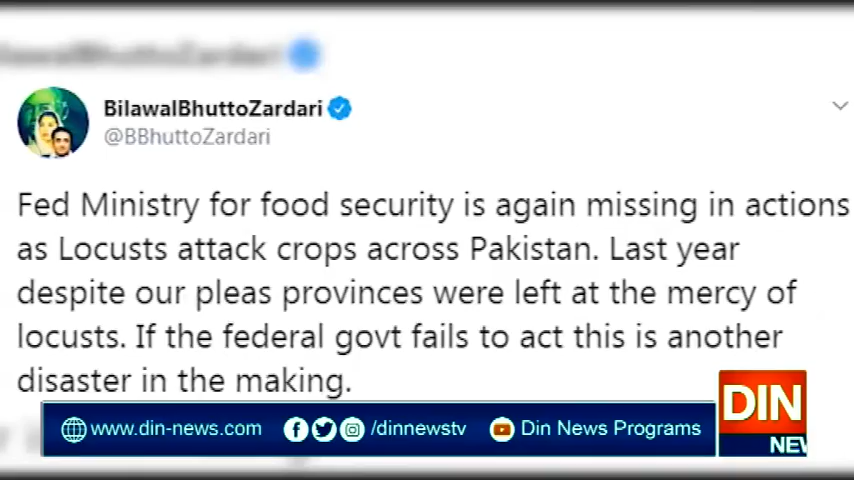 BilawalBhuttoZardari
@BBhuttoZardari
Fed Ministry for food security is again missing in actions
as Locusts attack crops across Pakistan. Last year
despite our pleas provinces were left at the mercy of
locusts. If the federal govt fails to act this is another
disaster in the making.
www.din-news.com /dinnewstv Din News Programs
DIN
NEW